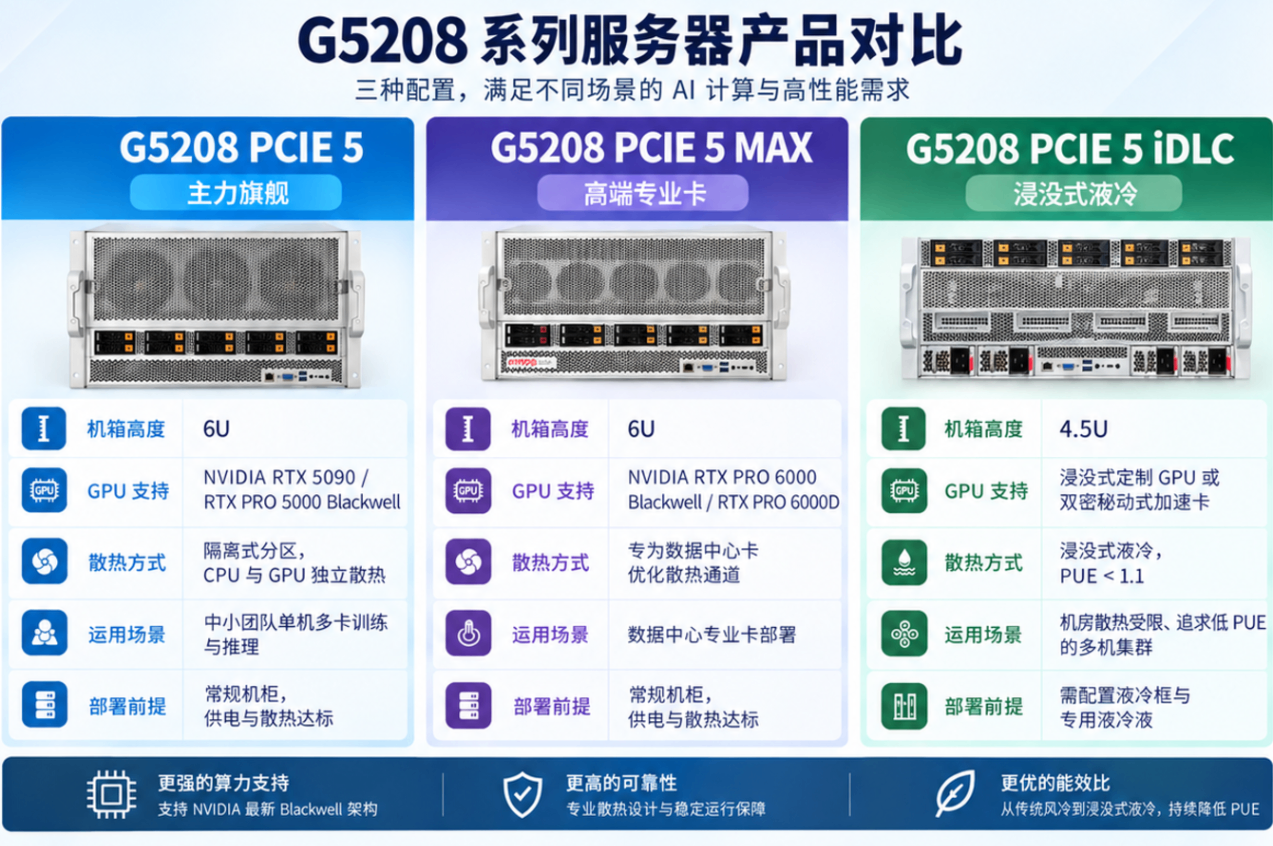 G5208 系列服务器产品对比
三种配置，满足不同场景的 AI 计算与高性能需求
G5208 PCIE 5
主力旗舰
机箱高度
6U
GPU
GPU 支持
NVIDIA RTX 5090 /
RTX PRO 5000 Blackwell
散热方式
隔离式分区，
CPU 与 GPU 独立散热
运用场景
中小团队单机多卡训练
与推理
部署前提
常规机柜，
供电与散热达标
G5208 PCIE 5 MAX
高端专业卡
机箱高度
6U
GPU
GPU 支持
NVIDIA RTX PRO 6000
Blackwell / RTX PRO 6000D
散热方式
专为数据中心卡
优化散热通道
运用场景
数据中心专业卡部署
部署前提
常规机柜，
供电与散热达标
G5208 PCIE 5 iDLC
浸没式液冷
机箱高度
4.5U
GPU
GPU 支持
浸没式定制 GPU 或
双密秘动式加速卡
散热方式
浸没式液冷，
PUE < 1.1
运用场景
机房散热受限、追求低 PUE
的多机集群
部署前提
需配置液冷框与
专用液冷液
更强的算力支持
支持 NVIDIA 最新 Blackwell 架构
更高的可靠性
专业散热设计与稳定运行保障
更优的能效比
从传统风冷到浸没式液冷，持续降低 PUE